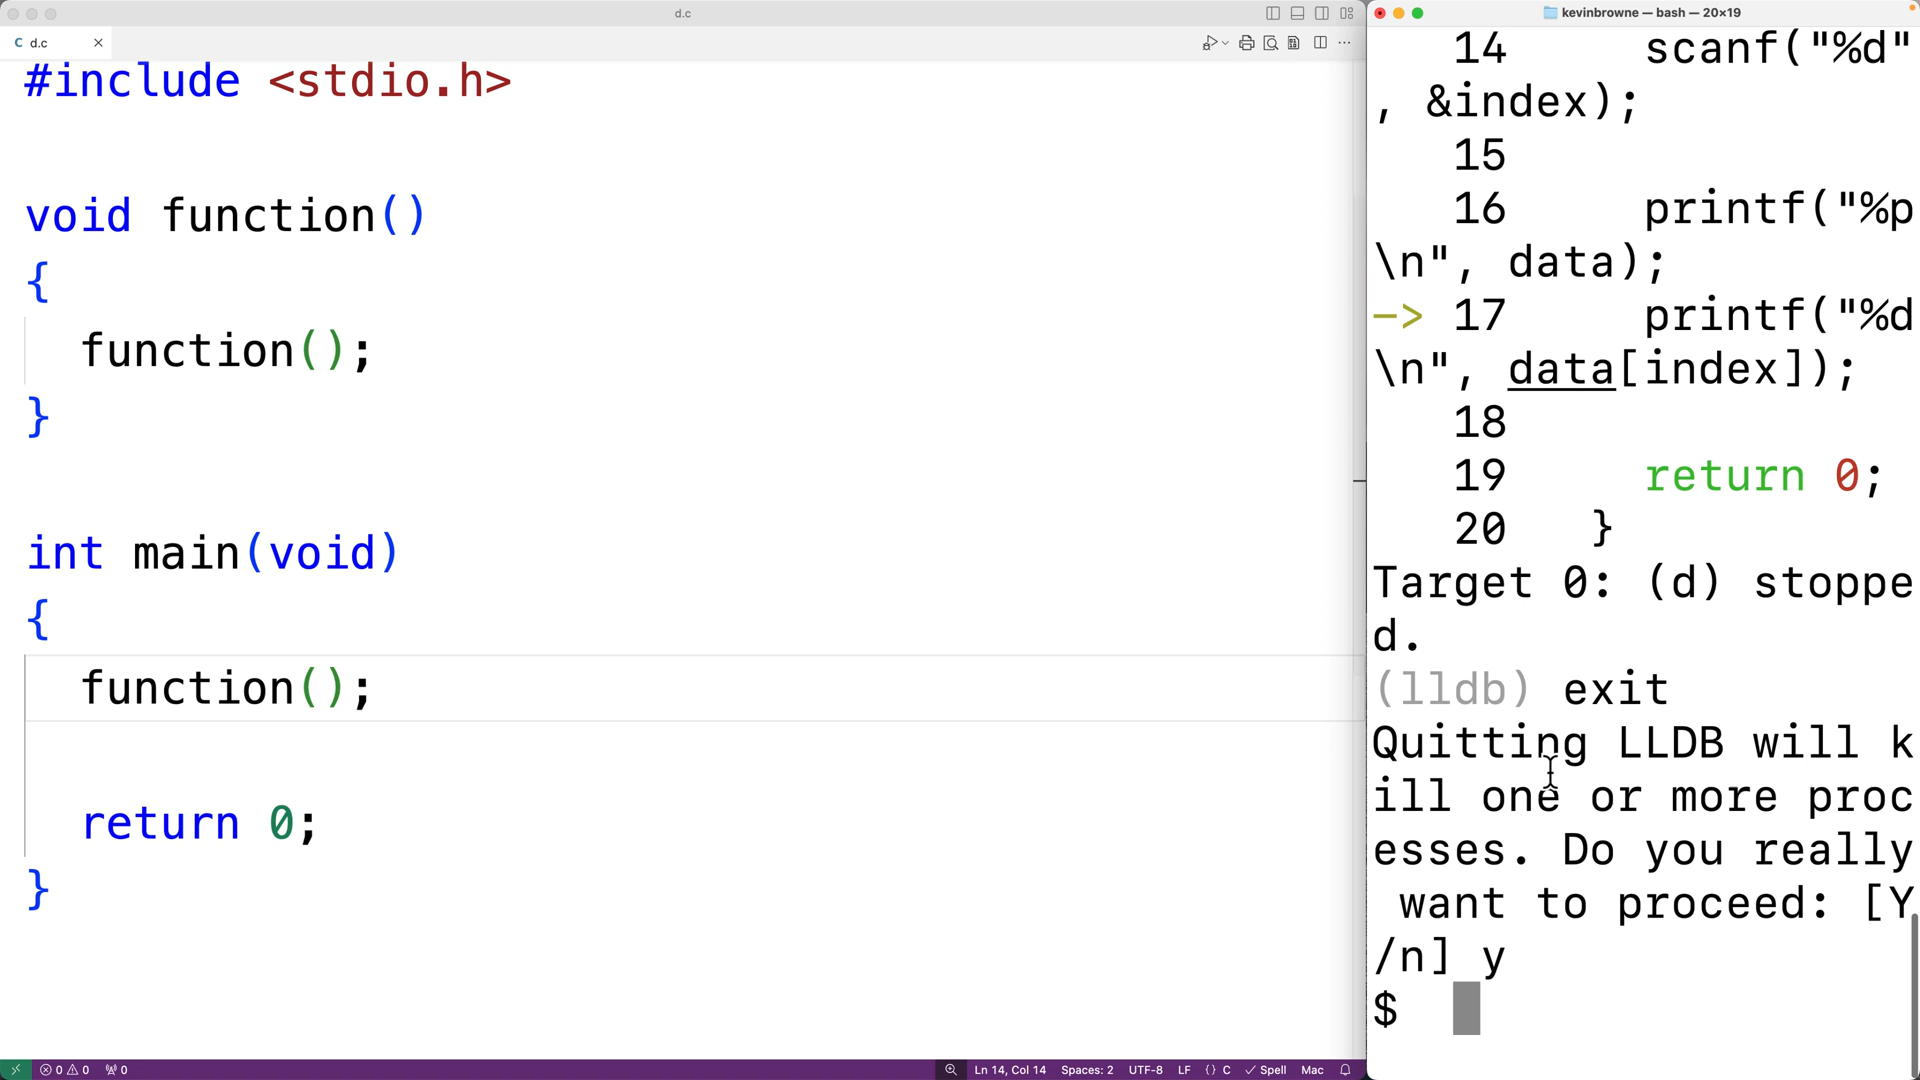 d.c
C d.c
#include <stdio.h>
void function()
{
function();
}
int main(void)
{
function();
return 0;
}
0 0 0
Ln 14, Col 14 Spaces: 2 UTF-8 LF {} C Spell Mac
kevinbrowne — bash — 20×19
14 scanf("%d"
, &index);
15
16 printf("%p
\n", data);
-> 17 printf("%d
\n", data[index]);
18
19 return 0;
20 }
Target 0: (d) stoppe
d.
(lldb) exit
Quitting LLDB will k
ill one or more proc
esses. Do you really
want to proceed: [Y
/n] y
$